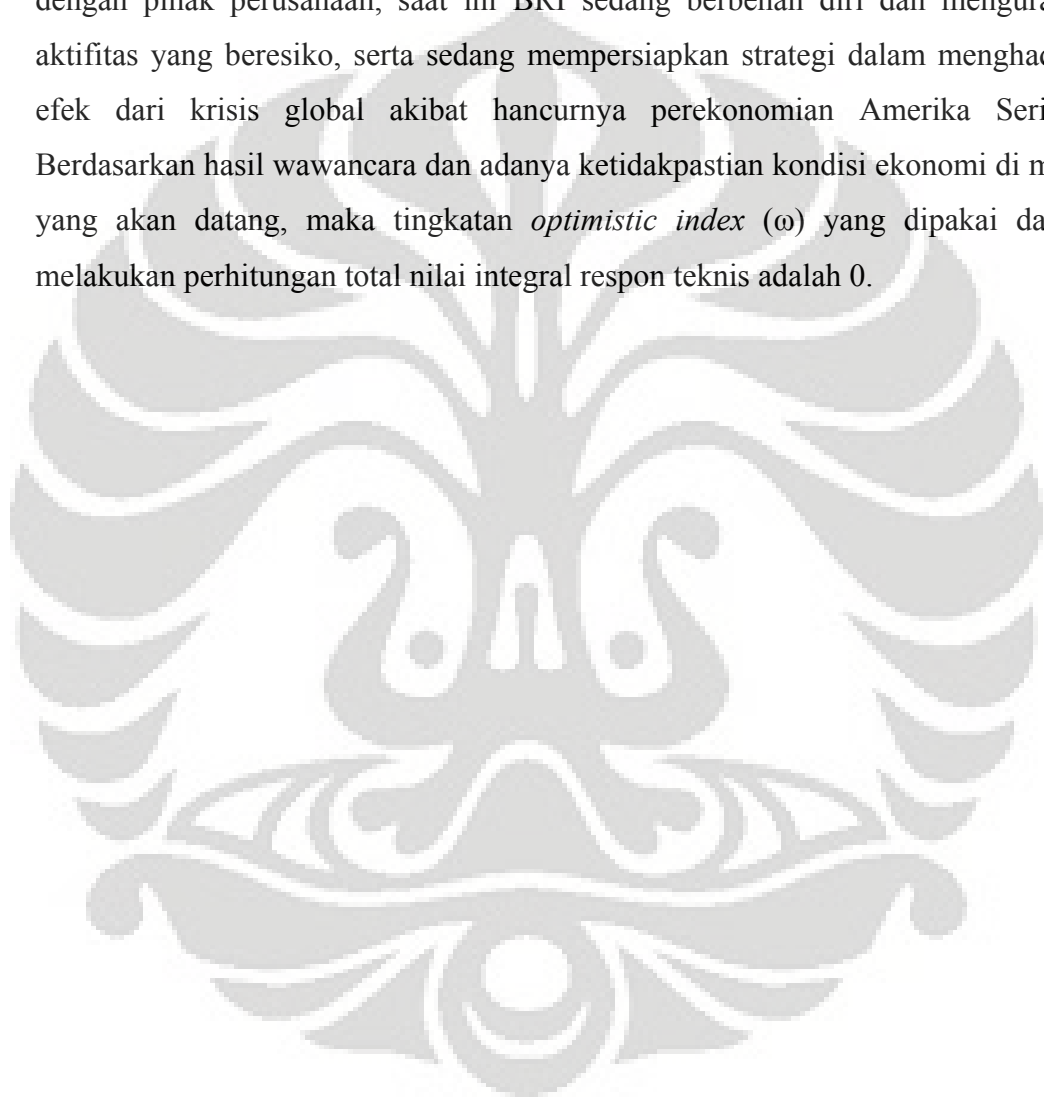 dengan pihak perusahaan, saat ini BRI sedang berbenah diri dan mengura
aktifitas yang beresiko, serta sedang mempersiapkan strategi dalam mengha
efek dari krisis global akibat hancurnya perekonomian Amerika Seri
Berdasarkan hasil wawancara dan adanya ketidakpastian kondisi ekonomi di m
yang akan datang, maka tingkatan optimistic index (ω) yang dipakai da
melakukan perhitungan total nilai integral respon teknis adalah 0.